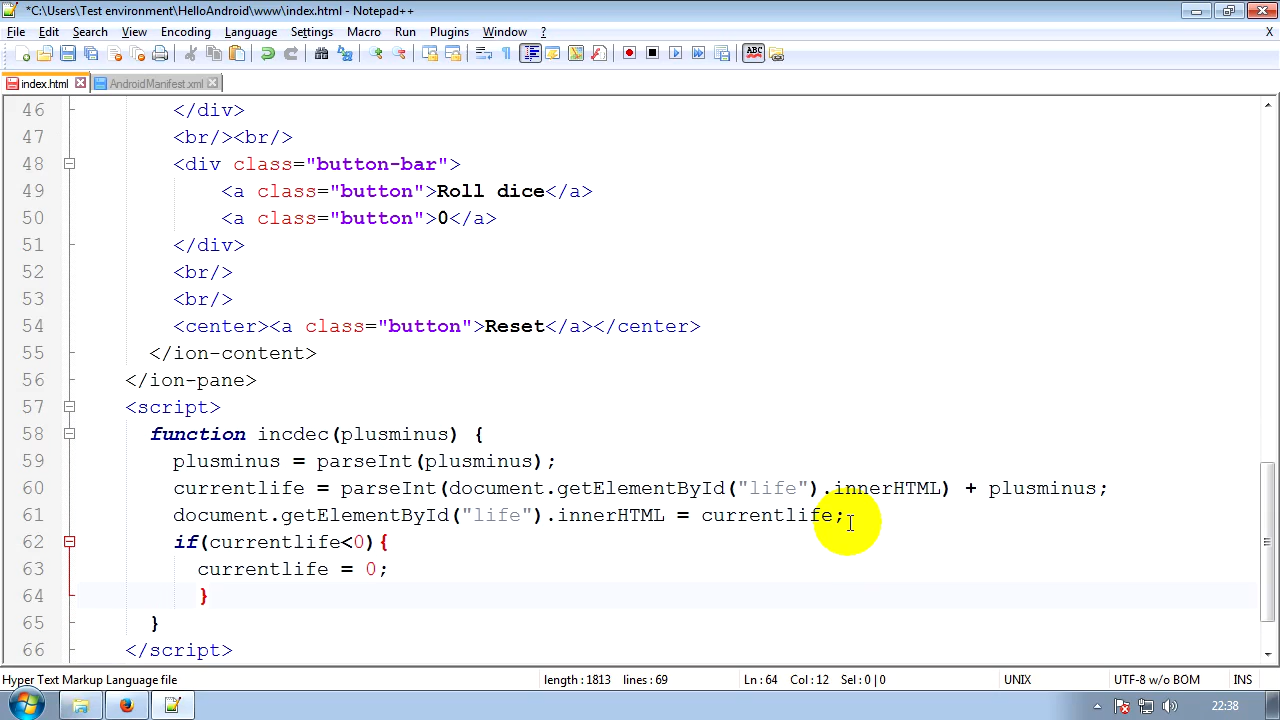 *C:\Users\Test environment\HelloAndroid\www\index.html - Notepad++
File Edit Search View Encoding Language Settings Macro Run Plugins Window ? X
ABC
index.html AndroidManifest.xml
46 </div>
47 <br/><br/>
48 <div class="button-bar">
49 <a class="button">Roll dice</a>
50 <a class="button">0</a>
51 </div>
52 <br/>
53 <br/>
54 <center><a class="button">Reset</a></center>
55 </ion-content>
56 </ion-pane>
57 <script>
58 function incdec(plusminus) {
59 plusminus = parseInt(plusminus);
60 currentlife = parseInt(document.getElementById("life").innerHTML) + plusminus;
61 document.getElementById("life").innerHTML = currentlife;
62 if(currentlife<0){
63 currentlife = 0;
64 }
65 }
66 </script>
Hyper Text Markup Language file length : 1813 lines : 69 Ln : 64 Col : 12 Sel : 0 | 0 UNIX UTF-8 w/o BOM INS
22:38